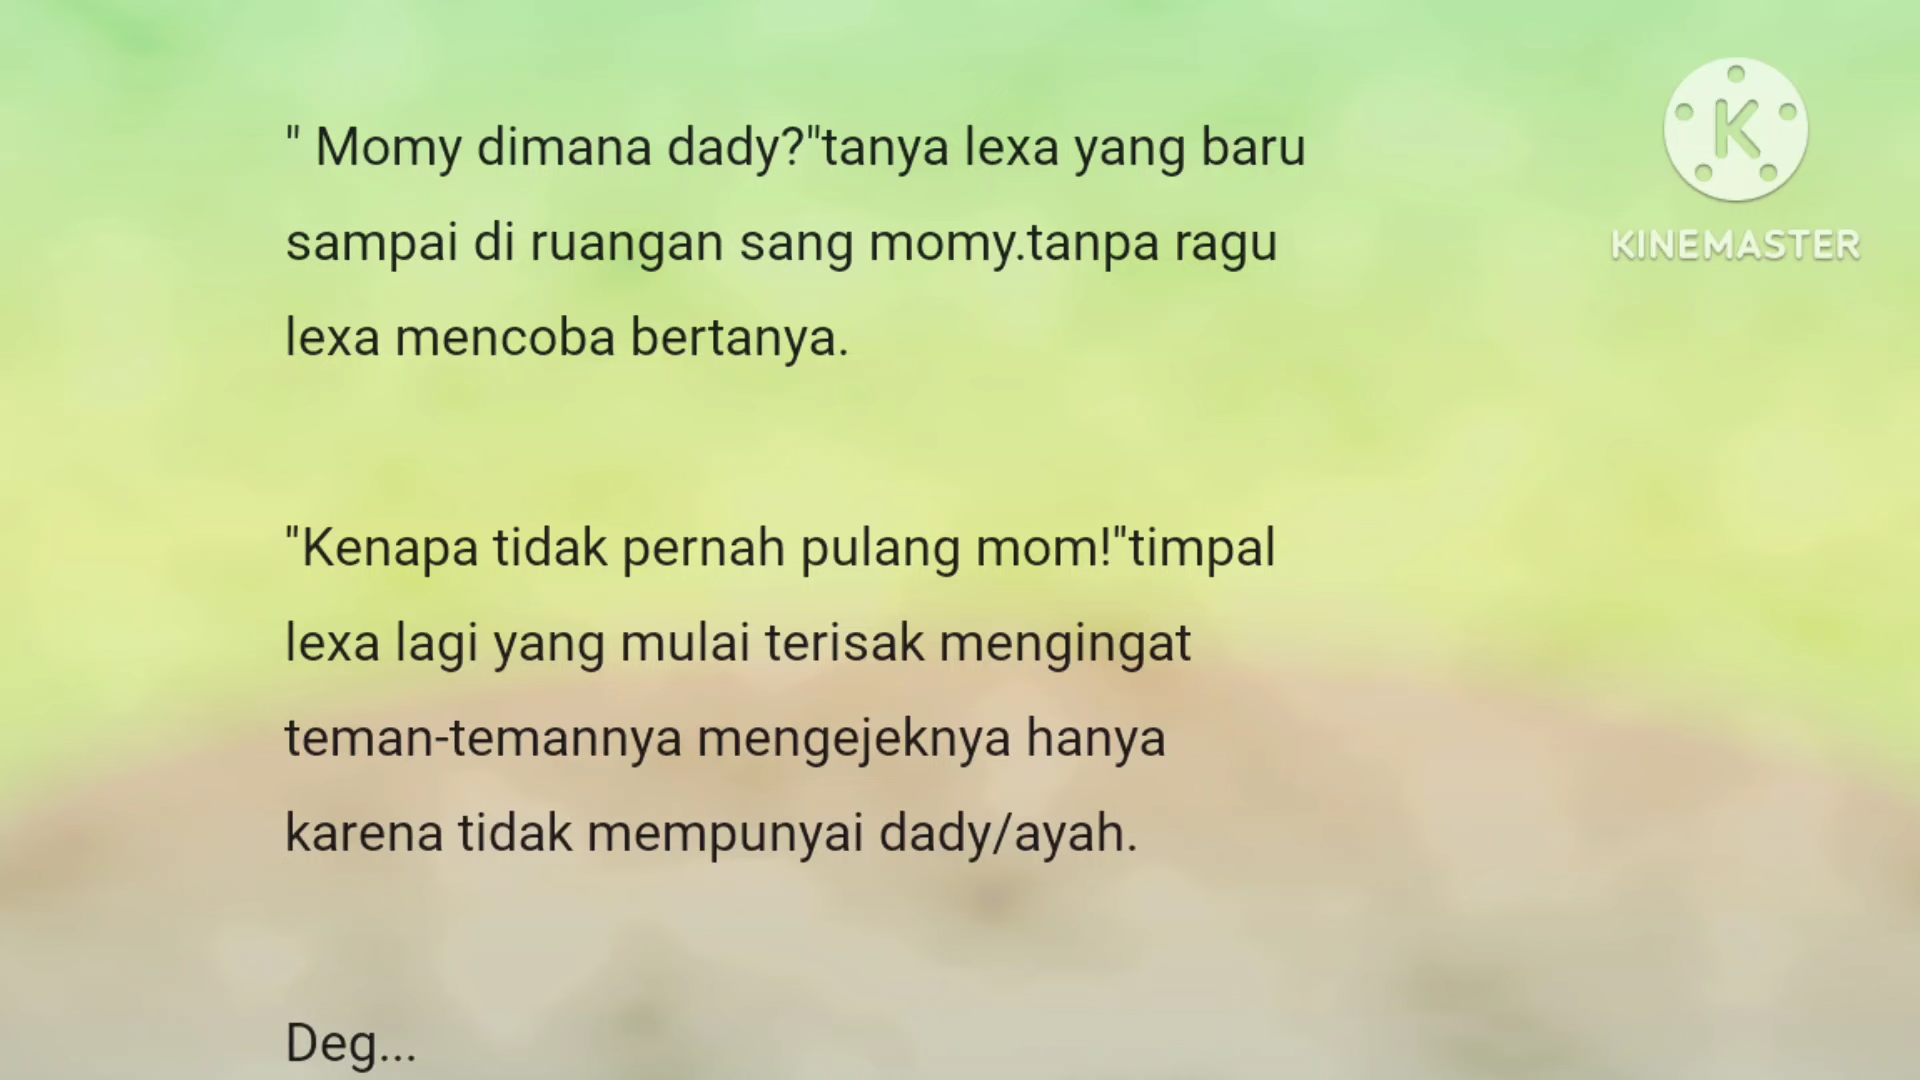 " Momy dimana dady?"tanya lexa yang baru
sampai di ruangan sang momy.tanpa ragu
lexa mencoba bertanya.
"Kenapa tidak pernah pulang mom!"timpal
lexa lagi yang mulai terisak mengingat
teman-temannya mengejeknya hanya
karena tidak mempunyai dady/ayah.
Deg...
K
KINEMASTER